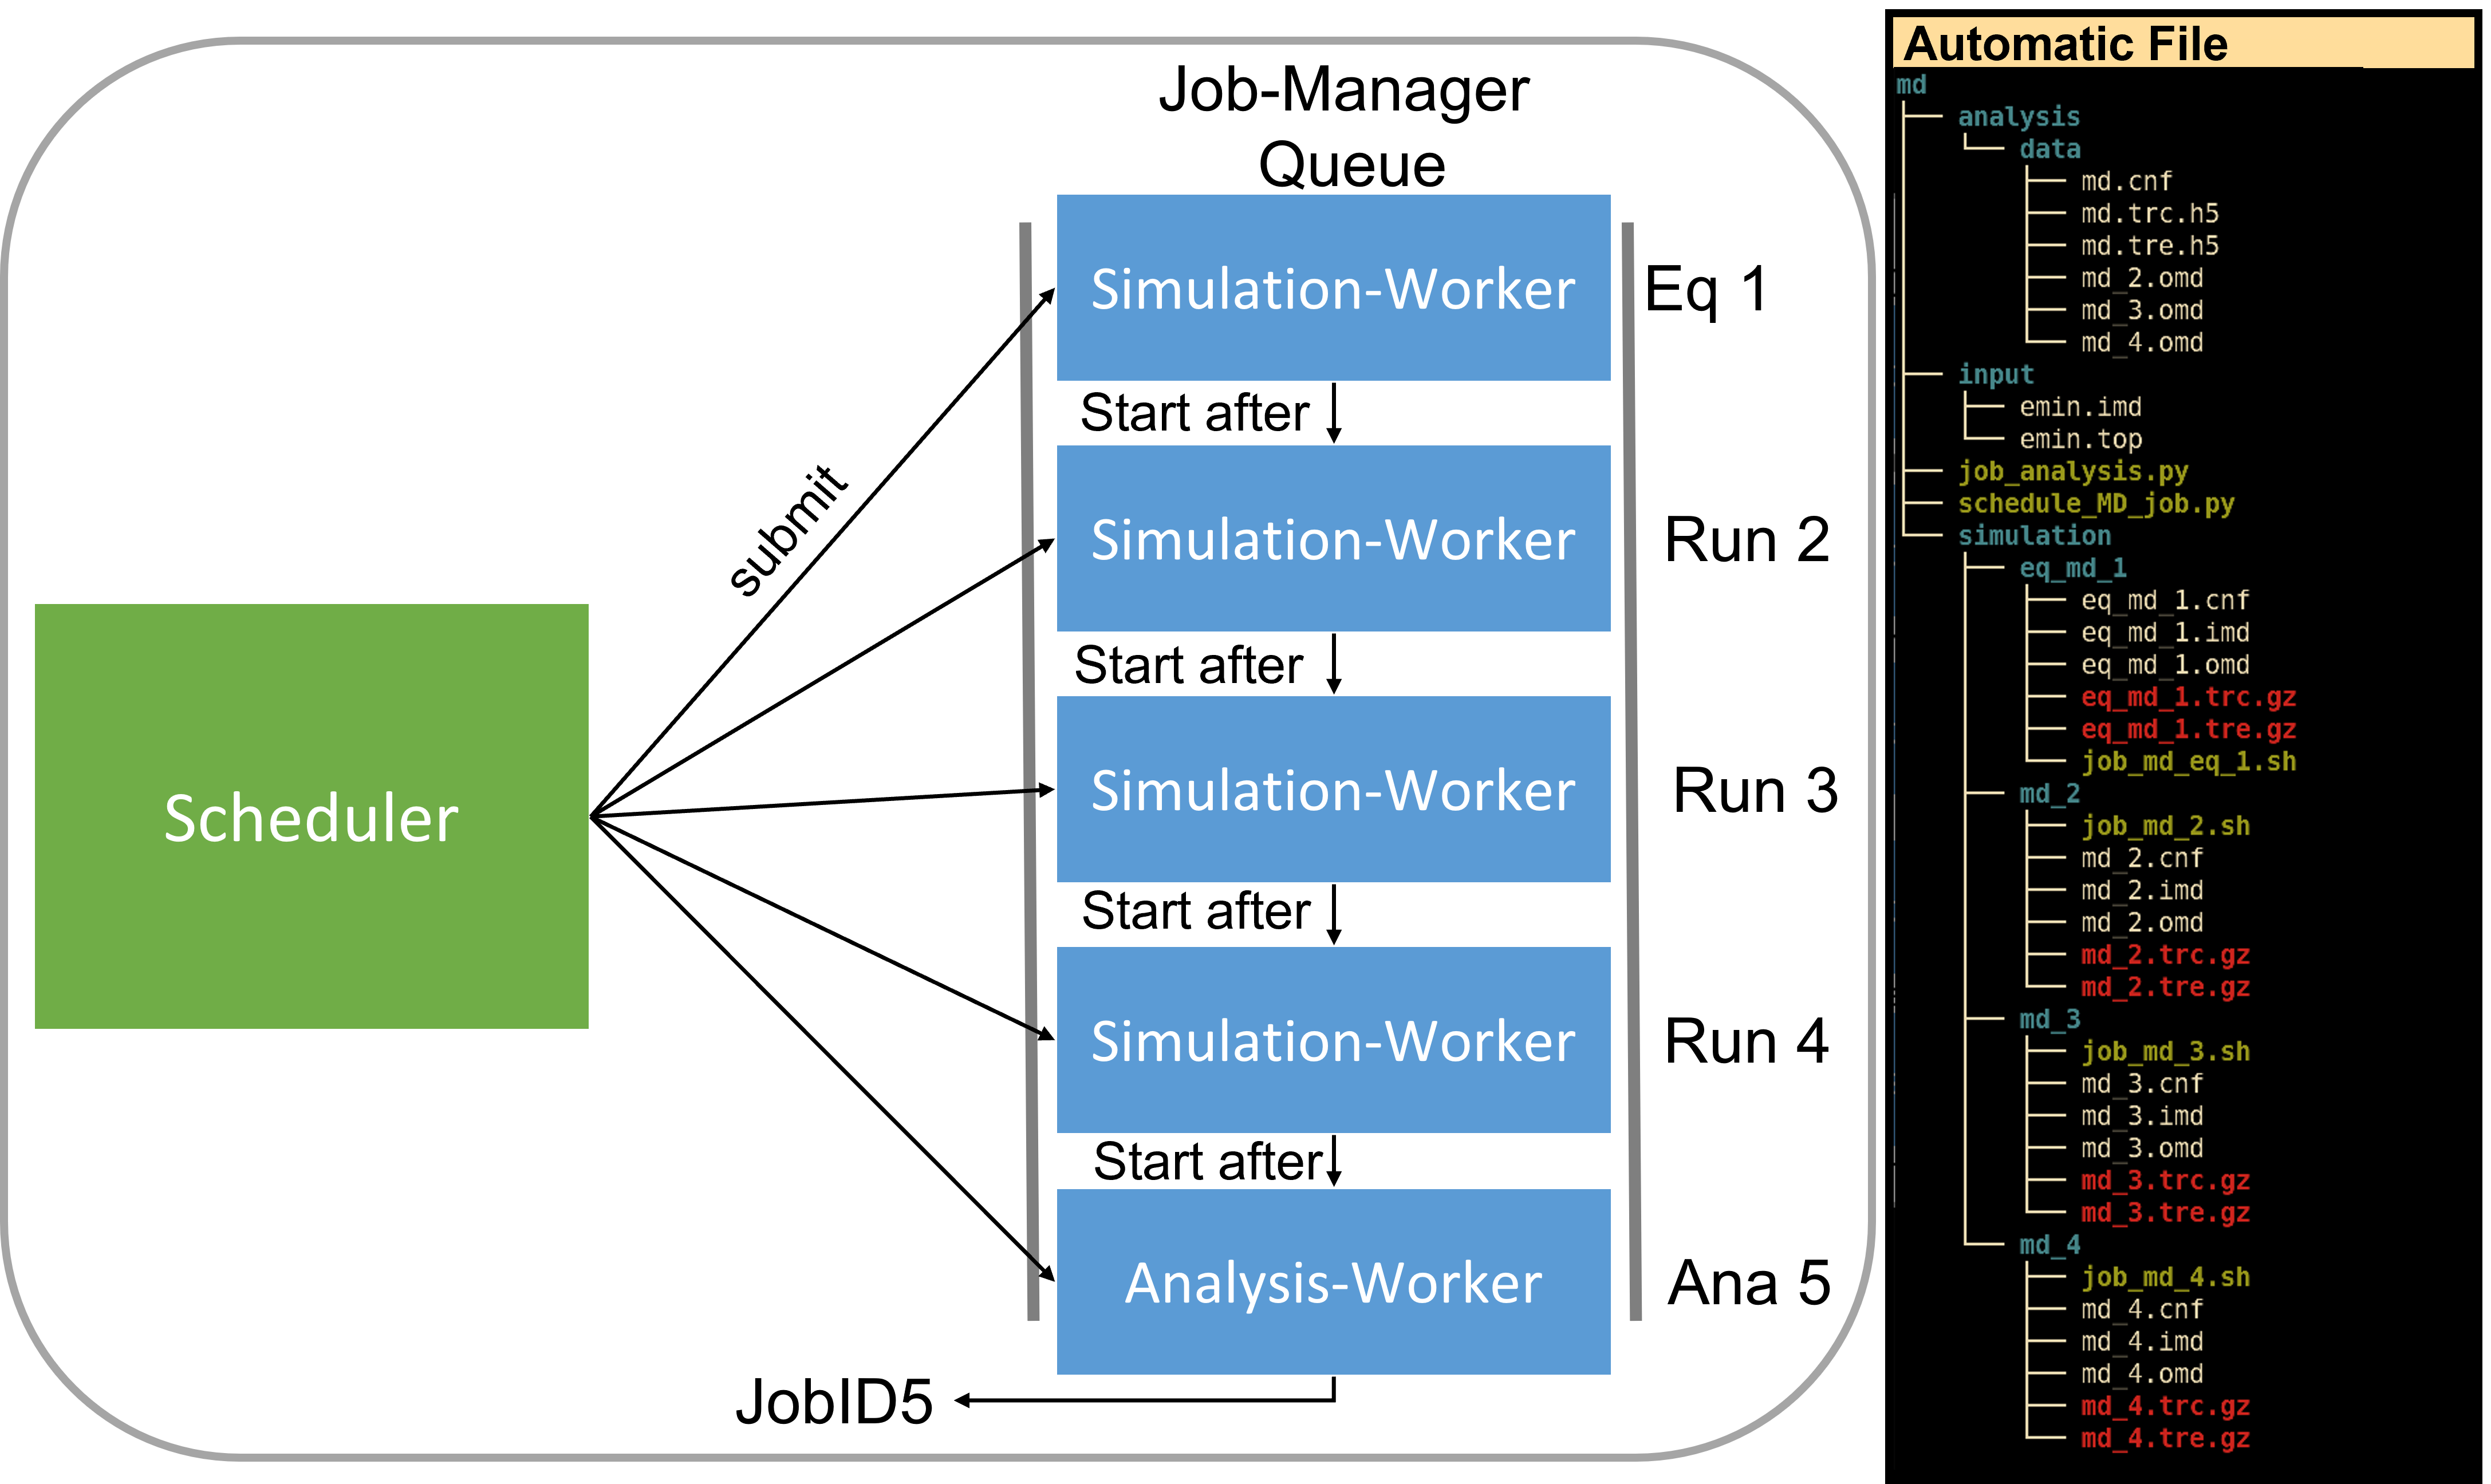 Job-Manager
Queue
Simulation-Worker
Eq 1
Start after
submit
Simulation-Worker
Run 2
Start after
Scheduler
Simulation-Worker
Run 3
Start after
Simulation-Worker
Run 4
Start after
Analysis-Worker
Ana 5
JobID5
Automatic File
md
analysis
data
md.cnf
md.trc.h5
md.tre.h5
md_2.omd
md_3.omd
md_4.omd
input
emin.imd
emin.top
job_analysis.py
schedule_MD_job.py
simulation
eq_md_1
eq_md_1.cnf
eq_md_1.imd
eq_md_1.omd
eq_md_1.trc.gz
eq_md_1.tre.gz
job_md_eq_1.sh
md_2
job_md_2.sh
md_2.cnf
md_2.imd
md_2.omd
md_2.trc.gz
md_2.tre.gz
md_3
job_md_3.sh
md_3.cnf
md_3.imd
md_3.omd
md_3.trc.gz
md_3.tre.gz
md_4
job_md_4.sh
md_4.cnf
md_4.imd
md_4.omd
md_4.trc.gz
md_4.tre.gz